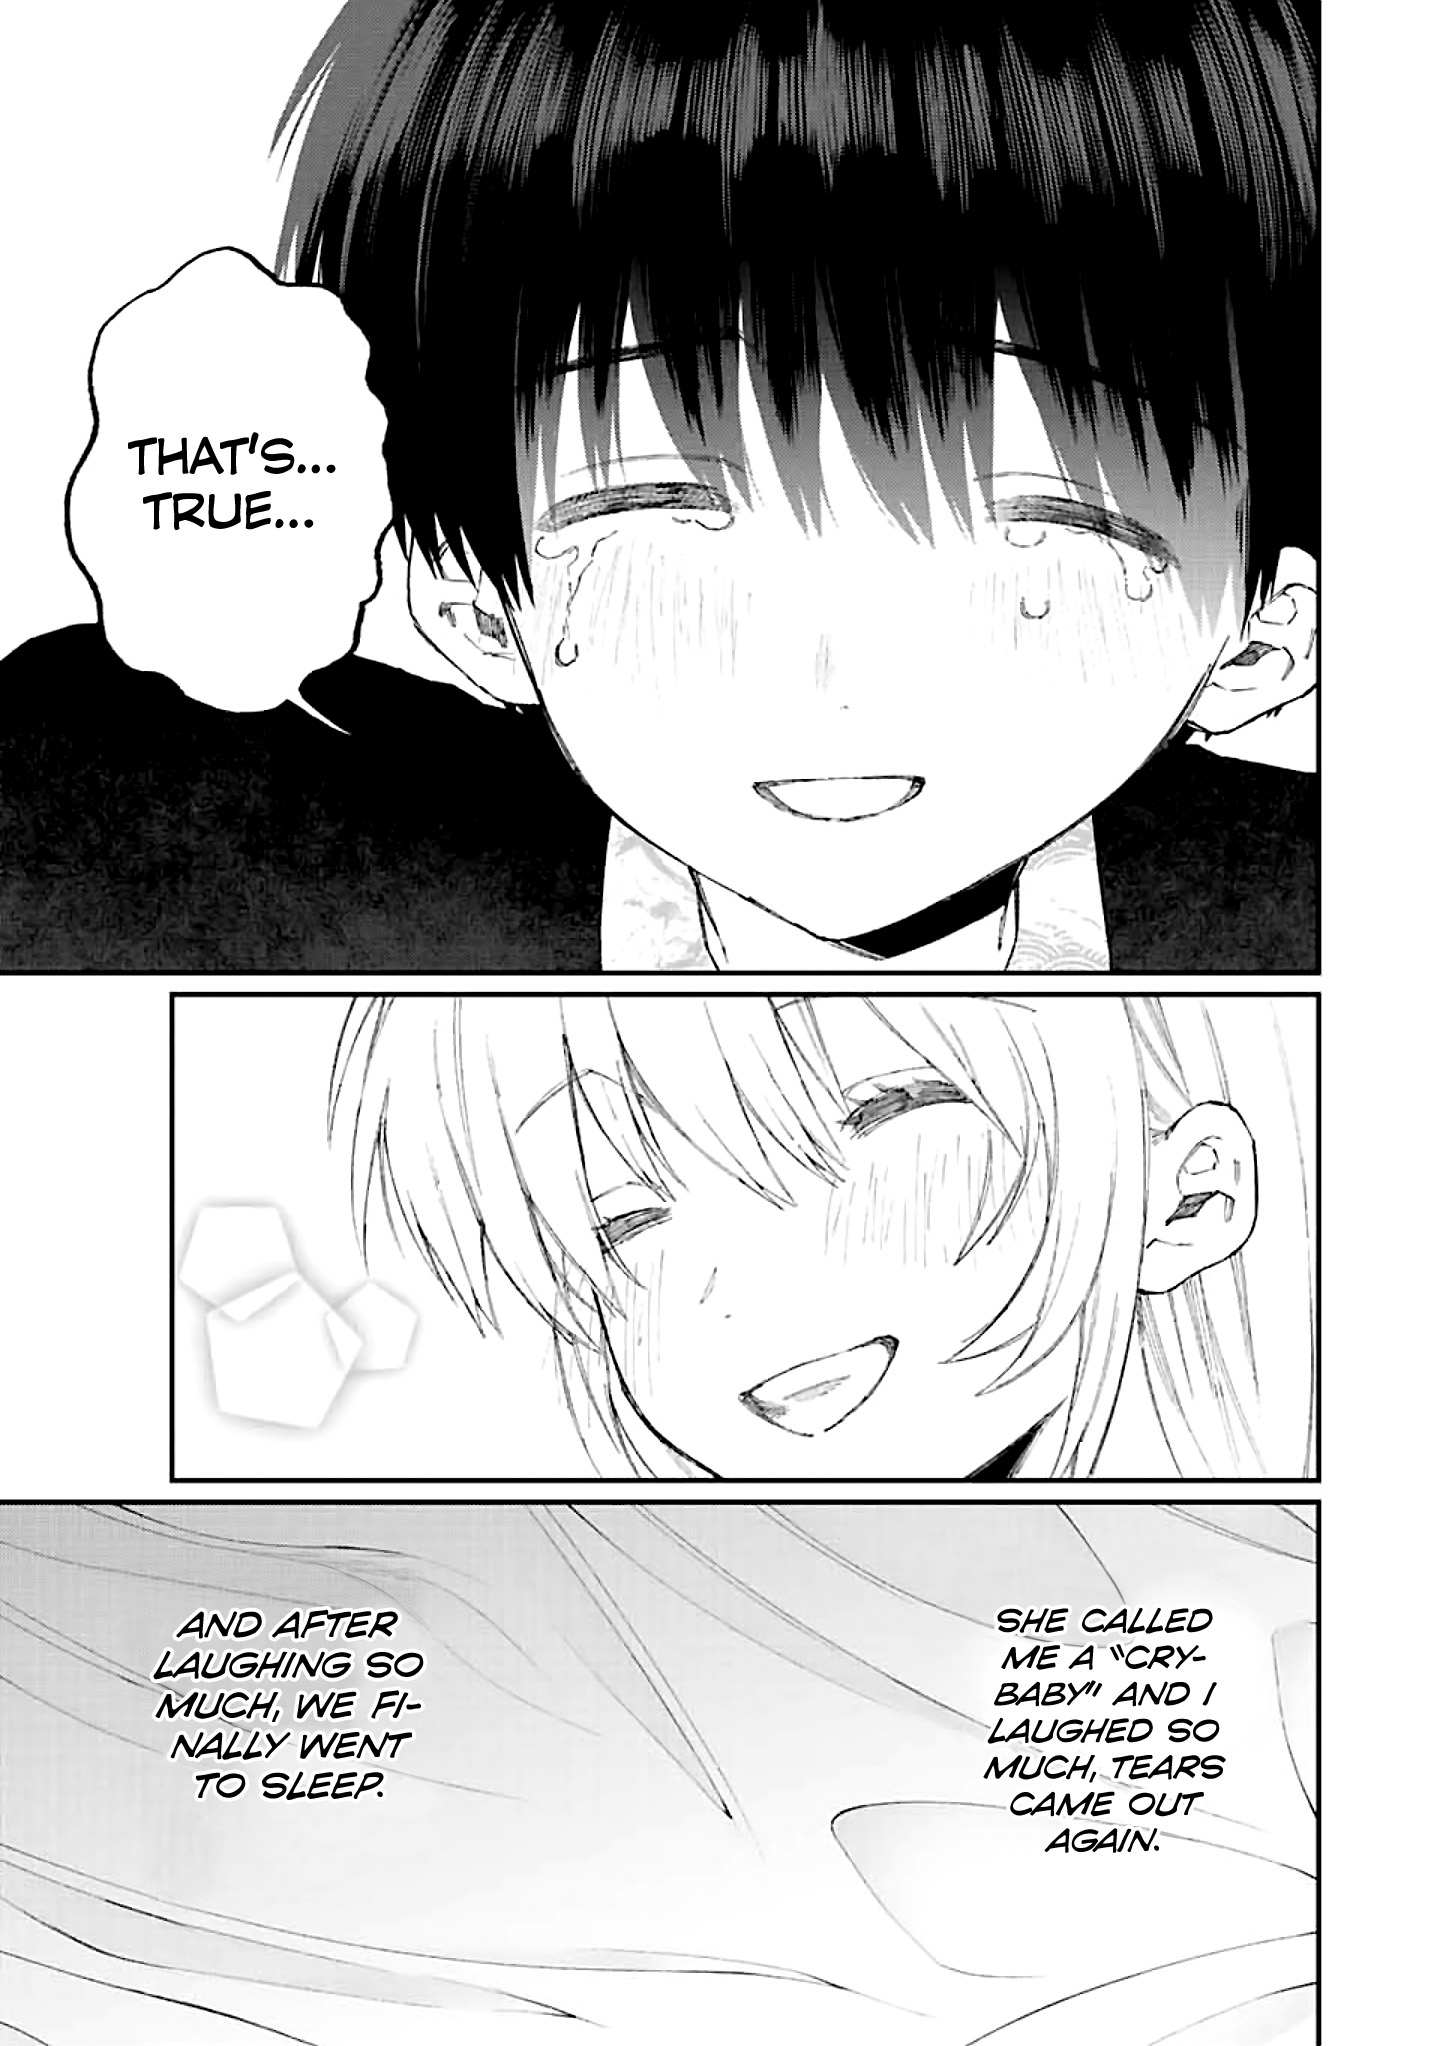 THAT'S...
TRUE...
SHE CALLED
ME A "CRY-
BABY" AND I
LAUGHED SO
MUCH, TEARS
CAME OUT
AGAIN.
AND AFTER
LAUGHING SO
MUCH, WE FI-
NALLY WENT
TO SLEEP.